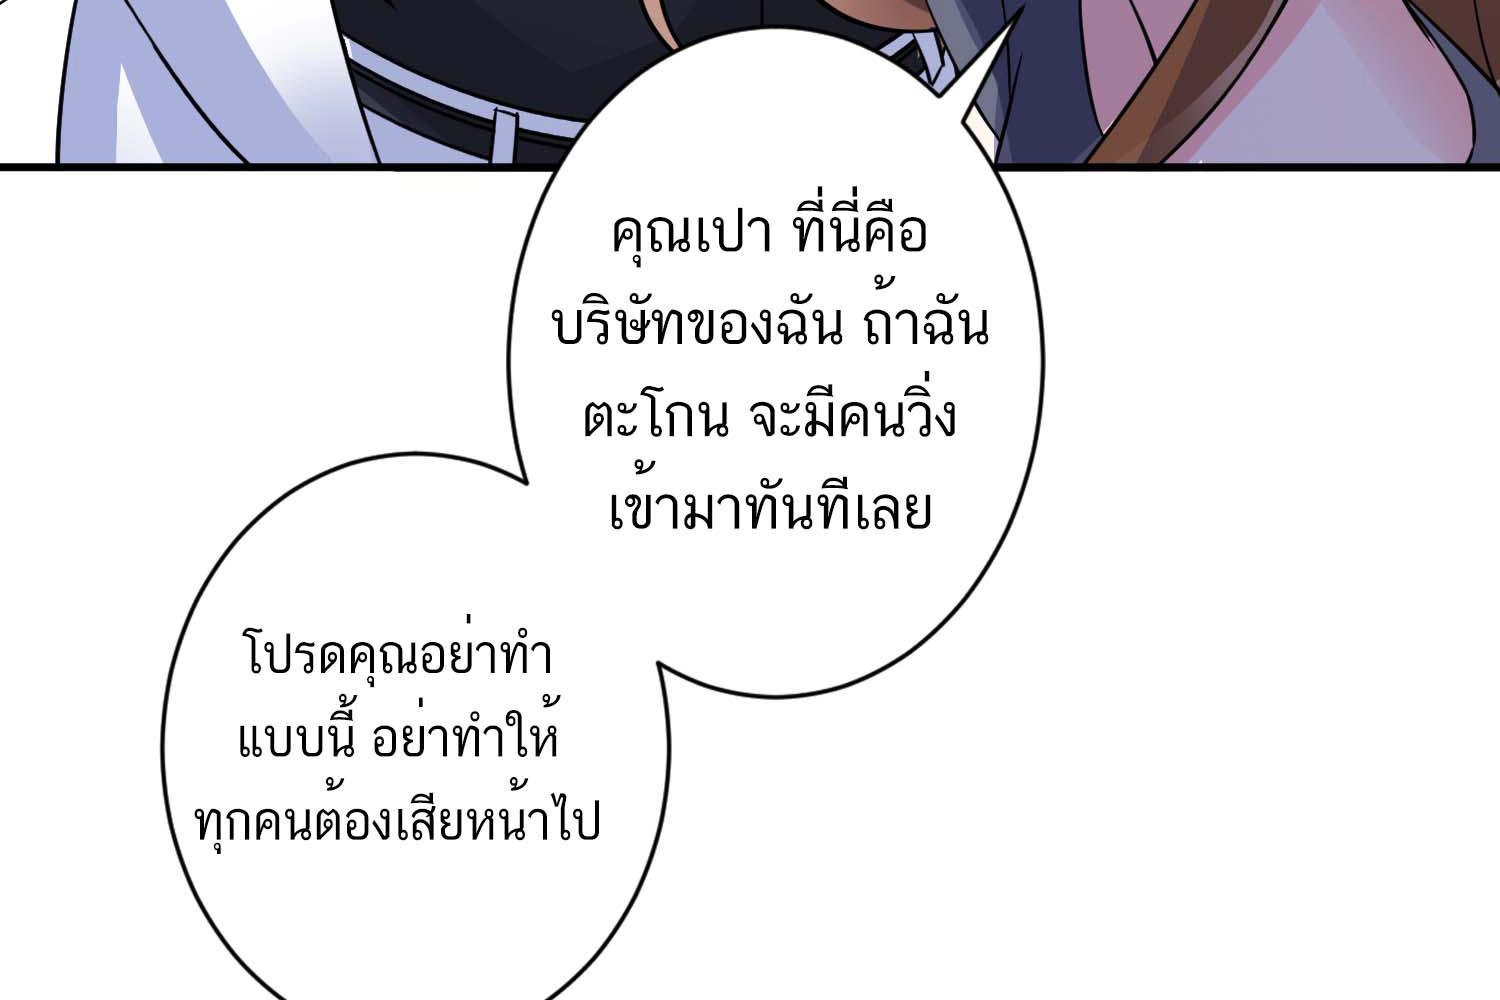 คุณเปา ที่นี่คือ
บริษัทของฉัน ถ้าฉัน
ตะโกน จะมีคนวิ่ง
เข้ามาทันทีเลย
โปรดคุณอย่าทำ
แบบนี้ อย่าทำให้
ทุกคนต้องเสียหน้าไป